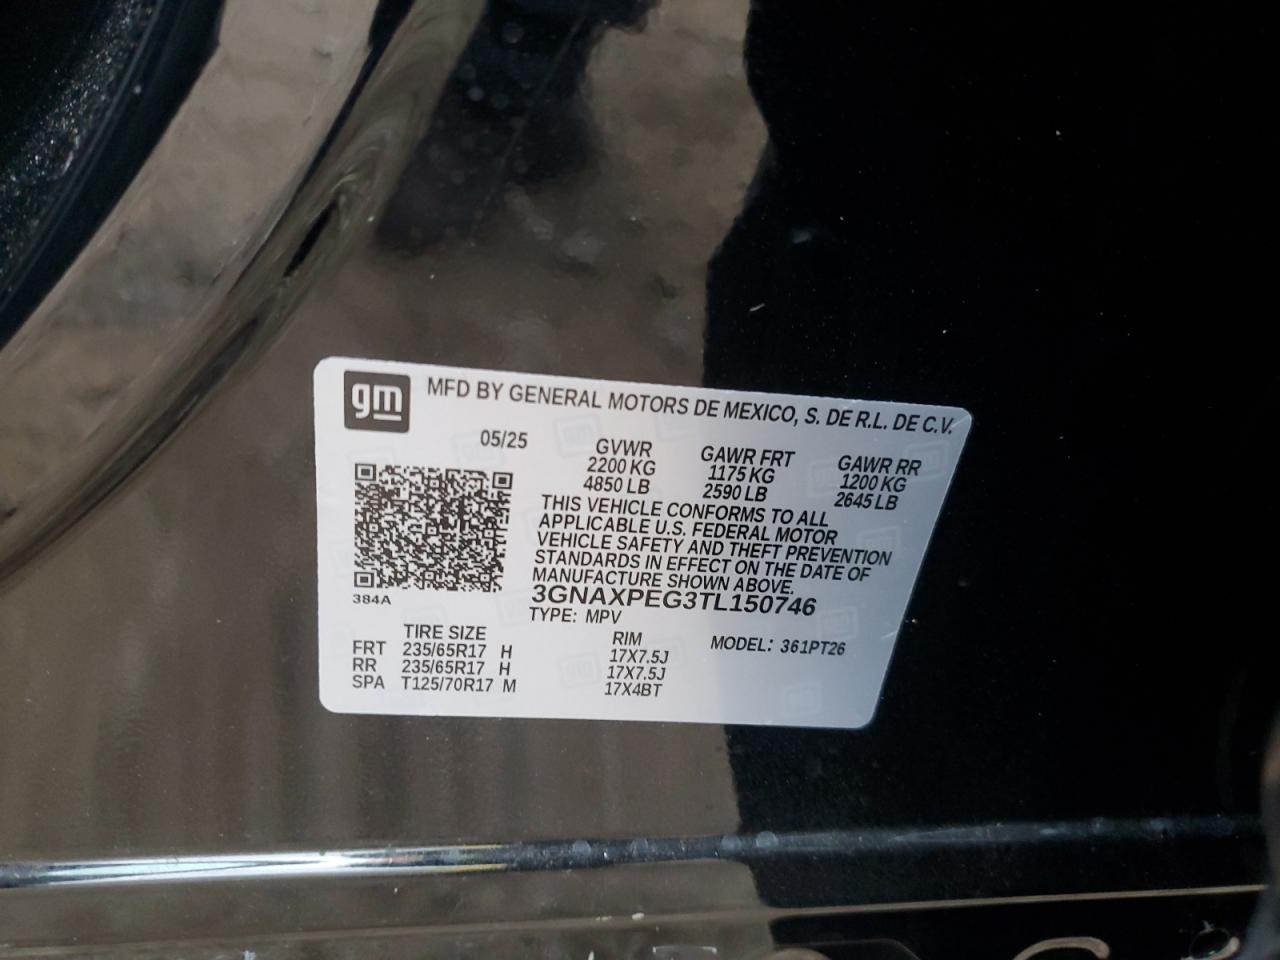 gm
MFD BY GENERAL MOTORS DE MEXICO, S. DE R.L. DE C.V.
05/25
GVWR
2200 KG
4850 LB
GAWR FRT
1175 KG
2590 LB
GAWR RR
1200 KG
2645 LB
THIS VEHICLE CONFORMS TO ALL
APPLICABLE U.S. FEDERAL MOTOR
VEHICLE SAFETY AND THEFT PREVENTION
STANDARDS IN EFFECT ON THE DATE OF
MANUFACTURE SHOWN ABOVE.
3GNAXPEG3TL150746
TYPE: MPV
384A
TIRE SIZE RIM MODEL: 361PT26
FRT 235/65R17 H 17X7.5J
RR 235/65R17 H 17X7.5J
SPA T125/70R17 M 17X4BT